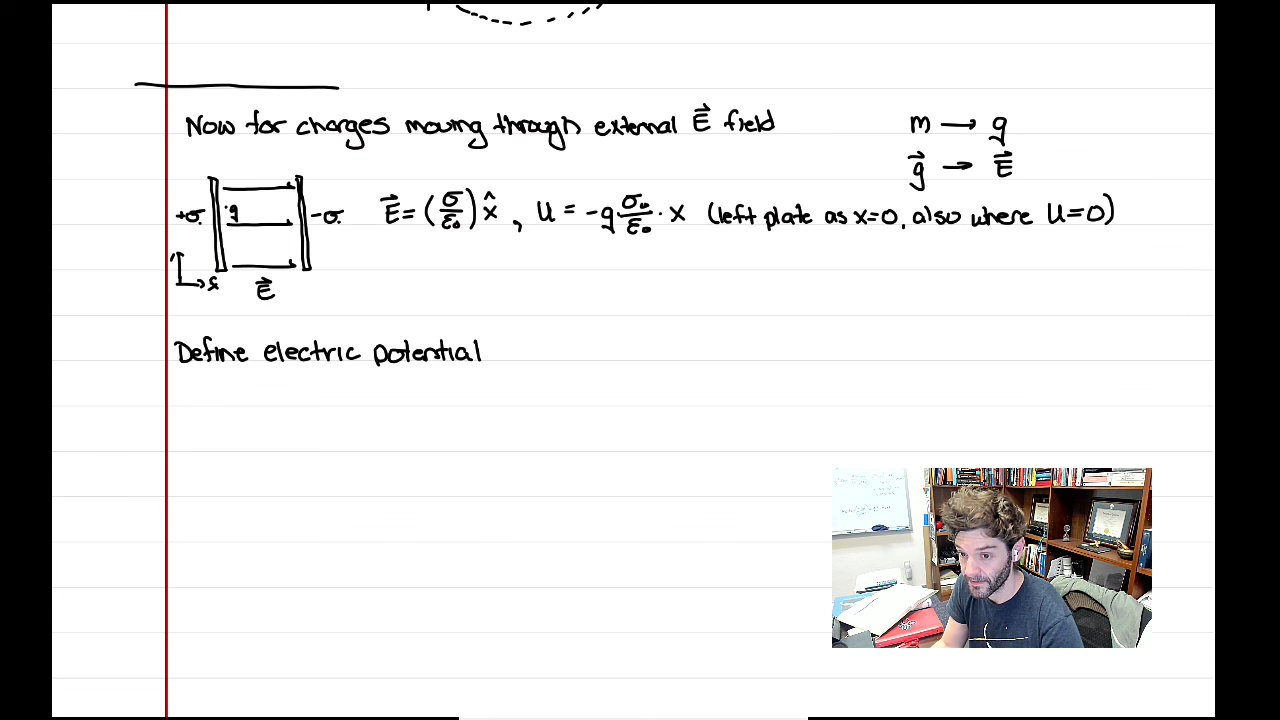 Now for charges moving through external E⃗ field
m → q
g⃗ → E⃗
+σ q -σ E⃗ = (σ/ε₀) x̂ , U = -q σ₀/ε₀ · x (left plate as x=0, also where U=0)
x
E⃗
Define electric potential